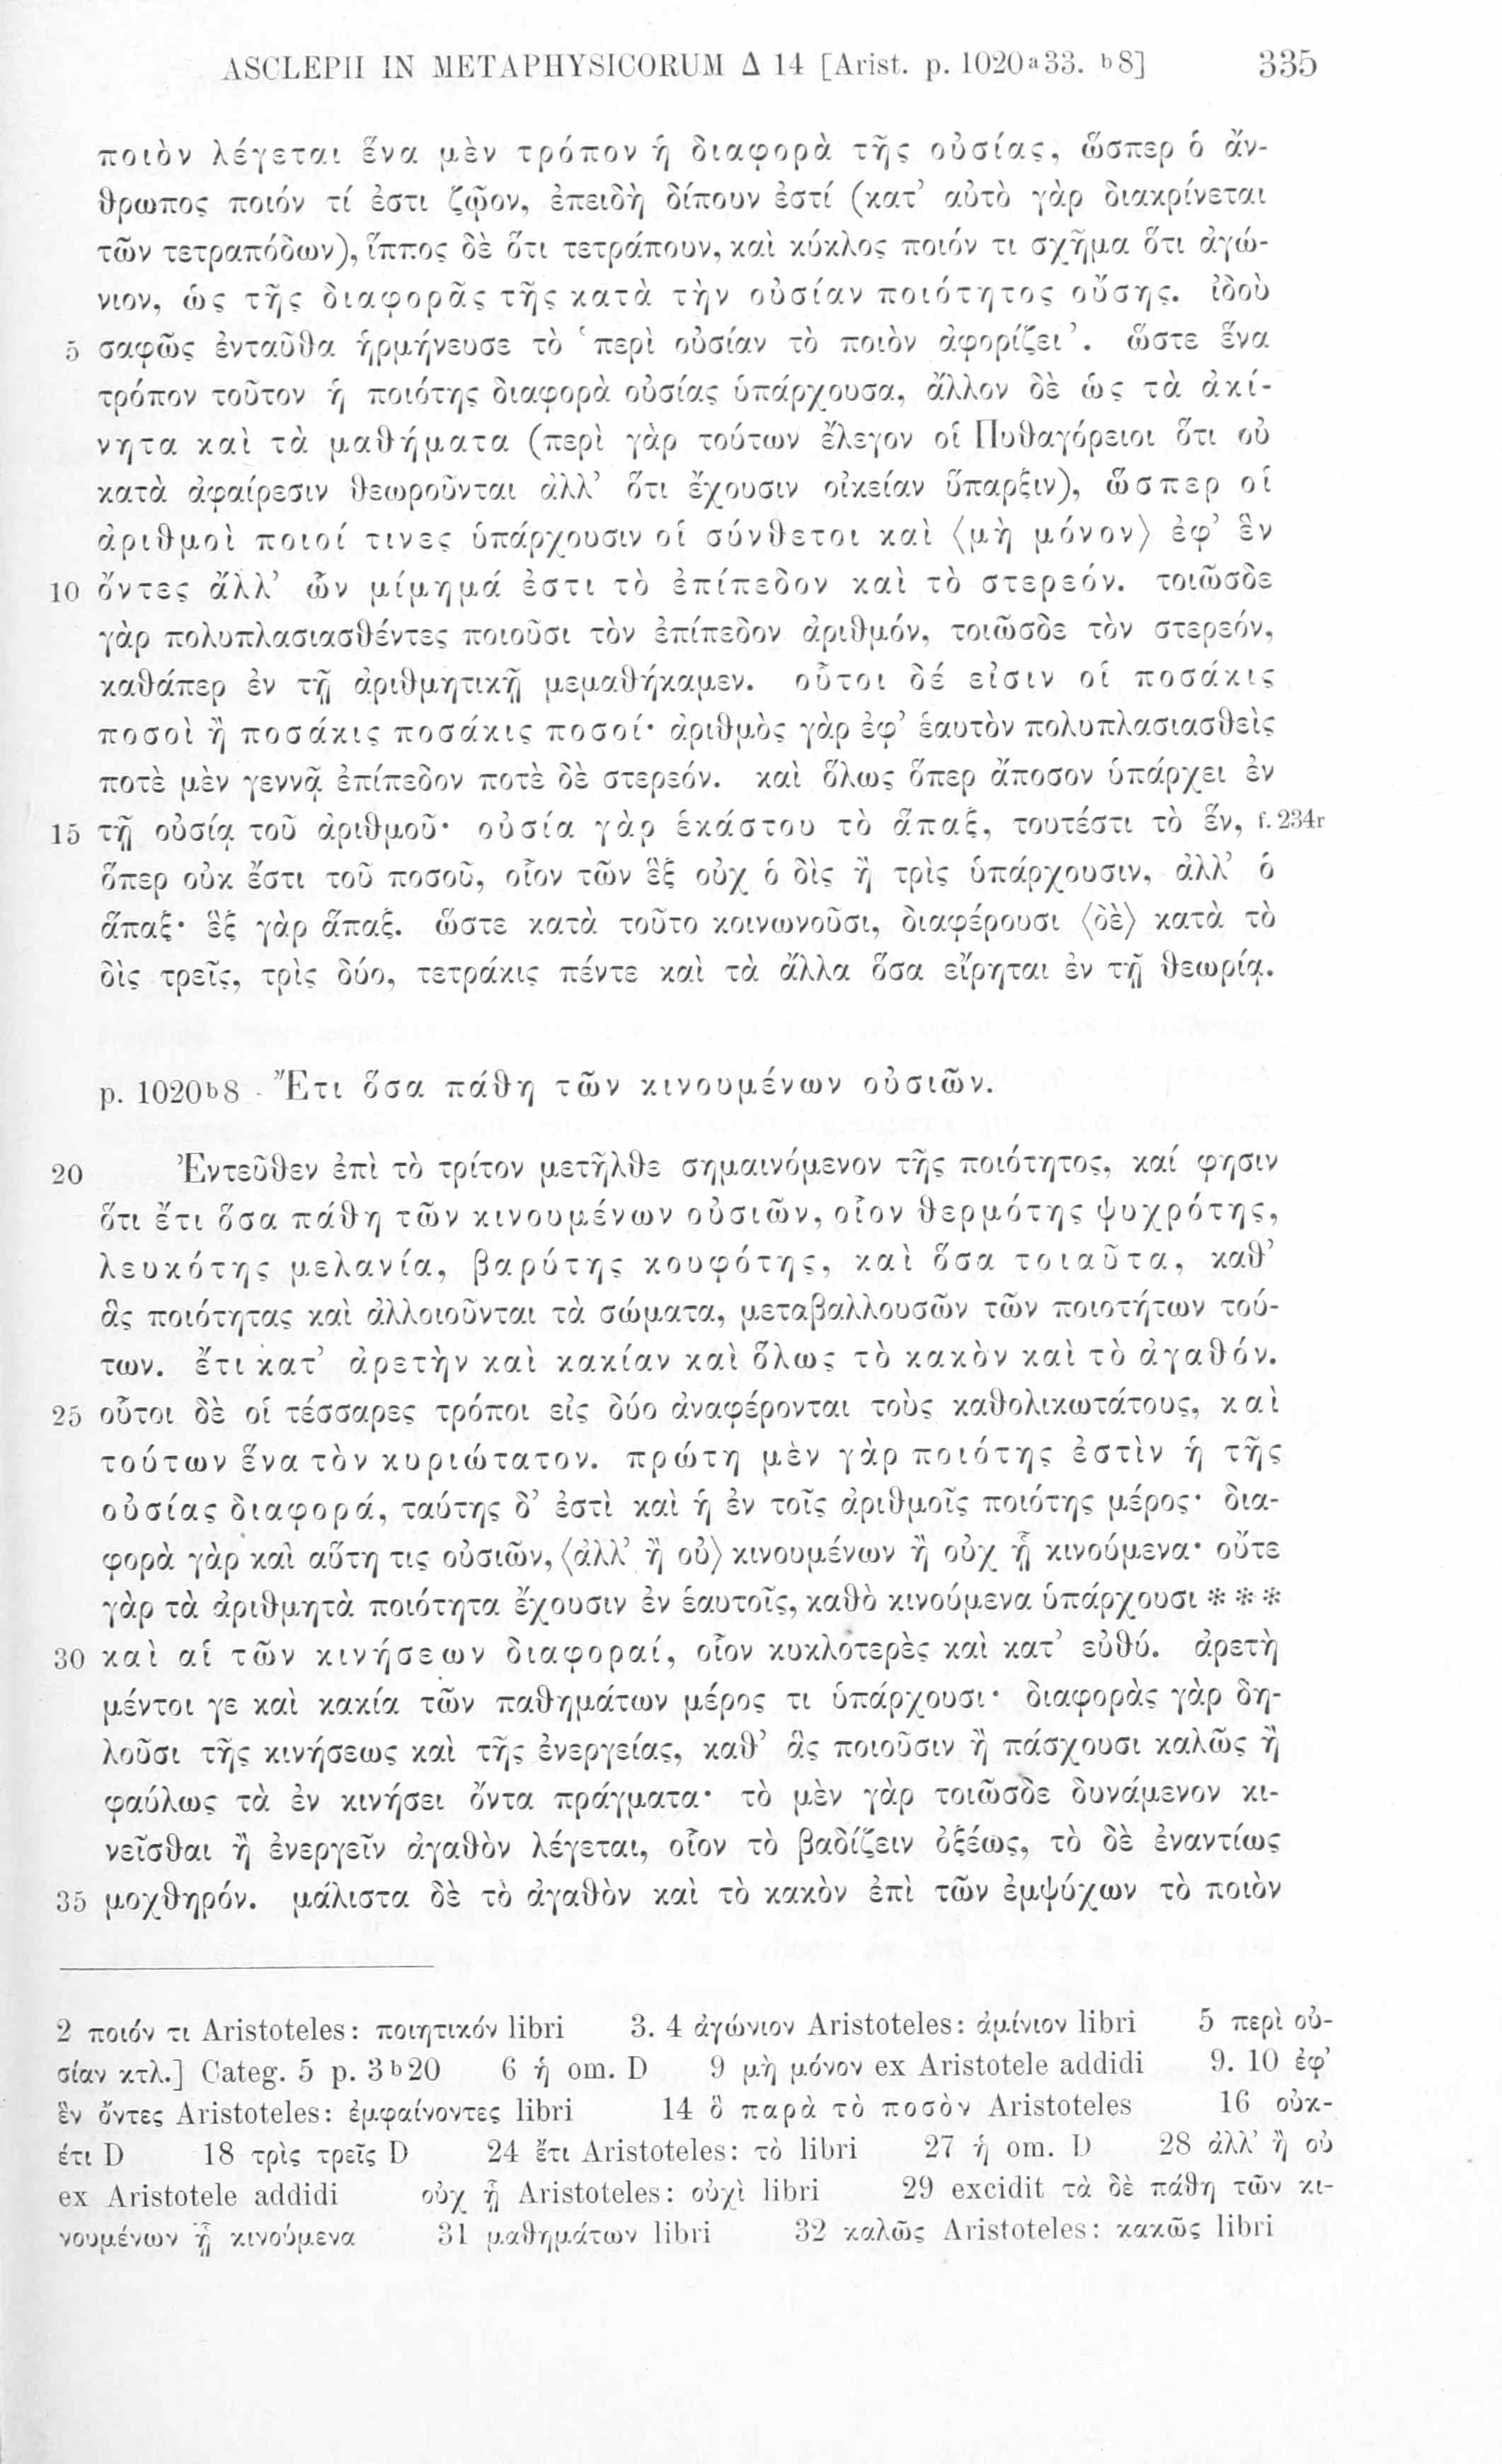 ASCLEPII IN METAPHYSICORUM Δ 14 [Arist. p. 1020ᵃ33. ᵇ8] 335
ποιὸν λέγεται ἕνα μὲν τρόπον ἡ διαφορὰ τῆς οὐσίας, ὥσπερ ὁ ἄν-
θρωπος ποιόν τί ἐστι ζῷον, ἐπειδὴ δίπουν ἐστί (κατ’ αὐτὸ γὰρ διακρίνεται
τῶν τετραπόδων), ἵππος δὲ ὅτι τετράπουν, καὶ κύκλος ποιόν τι σχῆμα ὅτι ἀγώ-
νιον, ὡς τῆς διαφορᾶς τῆς κατὰ τὴν οὐσίαν ποιότητος οὔσης. ἰδοὺ
5 σαφῶς ἐνταῦθα ἡρμήνευσε τὸ ‘περὶ οὐσίαν τὸ ποιὸν ἀφορίζει’. ὥστε ἕνα
τρόπον τοῦτον ἡ ποιότης διαφορὰ οὐσίας ὑπάρχουσα, ἄλλον δὲ ὡς τὰ ἀκί-
νητα καὶ τὰ μαθήματα (περὶ γὰρ τούτων ἔλεγον οἱ Πυθαγόρειοι ὅτι οὐ
κατὰ ἀφαίρεσιν θεωροῦνται ἀλλ’ ὅτι ἔχουσιν οἰκείαν ὕπαρξιν), ὥσπερ οἱ
ἀριθμοὶ ποιοί τινες ὑπάρχουσιν οἱ σύνθετοι καὶ ⟨μὴ μόνον⟩ ἐφ’ ἓν
10 ὄντες ἀλλ’ ὧν μίμημά ἐστι τὸ ἐπίπεδον καὶ τὸ στερεόν. τοιῶσδε
γὰρ πολυπλασιασθέντες ποιοῦσι τὸν ἐπίπεδον ἀριθμόν, τοιῶσδε τὸν στερεόν,
καθάπερ ἐν τῇ ἀριθμητικῇ μεμαθήκαμεν. οὗτοι δέ εἰσιν οἱ ποσάκις
ποσοὶ ἢ ποσάκις ποσάκις ποσοί· ἀριθμὸς γὰρ ἐφ’ ἑαυτὸν πολυπλασιασθεὶς
ποτὲ μὲν γεννᾷ ἐπίπεδον ποτὲ δὲ στερεόν. καὶ ὅλως ὅπερ ἄποσον ὑπάρχει ἐν
15 τῇ οὐσίᾳ τοῦ ἀριθμοῦ· οὐσία γὰρ ἑκάστου τὸ ἅπαξ, τουτέστι τὸ ἕν, f. 234r
ὅπερ οὐκ ἔστι τοῦ ποσοῦ, οἷον τῶν ἓξ οὐχ ὁ δὶς ἢ τρὶς ὑπάρχουσιν, ἀλλ’ ὁ
ἅπαξ· ἓξ γὰρ ἅπαξ. ὥστε κατὰ τοῦτο κοινωνοῦσι, διαφέρουσι ⟨δὲ⟩ κατὰ τὸ
δὶς τρεῖς, τρὶς δύο, τετράκις πέντε καὶ τὰ ἄλλα ὅσα εἴρηται ἐν τῇ θεωρίᾳ.
p. 1020ᵇ8 Ἔτι ὅσα πάθη τῶν κινουμένων οὐσιῶν.
20 Ἐντεῦθεν ἐπὶ τὸ τρίτον μετῆλθε σημαινόμενον τῆς ποιότητος, καί φησιν
ὅτι ἔτι ὅσα πάθη τῶν κινουμένων οὐσιῶν, οἷον θερμότης ψυχρότης,
λευκότης μελανία, βαρύτης κουφότης, καὶ ὅσα τοιαῦτα, καθ’
ἃς ποιότητας καὶ ἀλλοιοῦνται τὰ σώματα, μεταβαλλουσῶν τῶν ποιοτήτων τού-
των. ἔτι κατ’ ἀρετὴν καὶ κακίαν καὶ ὅλως τὸ κακὸν καὶ τὸ ἀγαθόν.
25 οὗτοι δὲ οἱ τέσσαρες τρόποι εἰς δύο ἀναφέρονται τοὺς καθολικωτάτους, καὶ
τούτων ἕνα τὸν κυριώτατον. πρώτη μὲν γὰρ ποιότης ἐστὶν ἡ τῆς
οὐσίας διαφορά, ταύτης δ’ ἐστὶ καὶ ἡ ἐν τοῖς ἀριθμοῖς ποιότης μέρος· δια-
φορὰ γὰρ καὶ αὕτη τις οὐσιῶν, ⟨ἀλλ’ ἢ οὐ⟩ κινουμένων ἢ οὐχ ᾗ κινούμενα· οὔτε
γὰρ τὰ ἀριθμητὰ ποιότητα ἔχουσιν ἐν ἑαυτοῖς, καθὸ κινούμενα ὑπάρχουσι * * *
30 καὶ αἱ τῶν κινήσεων διαφοραί, οἷον κυκλοτερὲς καὶ κατ’ εὐθύ. ἀρετὴ
μέντοι γε καὶ κακία τῶν παθημάτων μέρος τι ὑπάρχουσι· διαφορὰς γὰρ δη-
λοῦσι τῆς κινήσεως καὶ τῆς ἐνεργείας, καθ’ ἃς ποιοῦσιν ἢ πάσχουσι καλῶς ἢ
φαύλως τὰ ἐν κινήσει ὄντα πράγματα· τὸ μὲν γὰρ τοιῶσδε δυνάμενον κι-
νεῖσθαι ἢ ἐνεργεῖν ἀγαθὸν λέγεται, οἷον τὸ βαδίζειν ὀξέως, τὸ δὲ ἐναντίως
35 μοχθηρόν. μάλιστα δὲ τὸ ἀγαθὸν καὶ τὸ κακὸν ἐπὶ τῶν ἐμψύχων τὸ ποιὸν
2 ποιόν τι Aristoteles: ποιητικόν libri 3. 4 ἀγώνιον Aristoteles: ἀμίνιον libri 5 περὶ οὐ-
σίαν κτλ.] Categ. 5 p. 3ᵇ20 6 ἡ om. D 9 μὴ μόνον ex Aristotele addidi 9. 10 ἐφ’
ἓν ὄντες Aristoteles: ἐμφαίνοντες libri 14 ὃ παρὰ τὸ ποσὸν Aristoteles 16 οὐκ-
έτι D 18 τρὶς τρεῖς D 24 ἔτι Aristoteles: τὸ libri 27 ἡ om. D 28 ἀλλ’ ἢ οὐ
ex Aristotele addidi οὐχ ᾗ Aristoteles: οὐχὶ libri 29 excidit τὰ δὲ πάθη τῶν κι-
νουμένων ᾗ κινούμενα 31 μαθημάτων libri 32 καλῶς Aristoteles: κακῶς libri